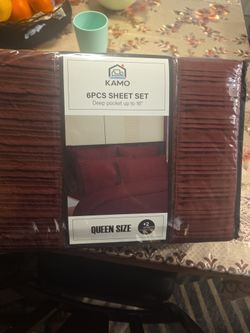 KAMO
6PCS SHEET SET
Deep pocket up to 16"
QUEEN SIZE